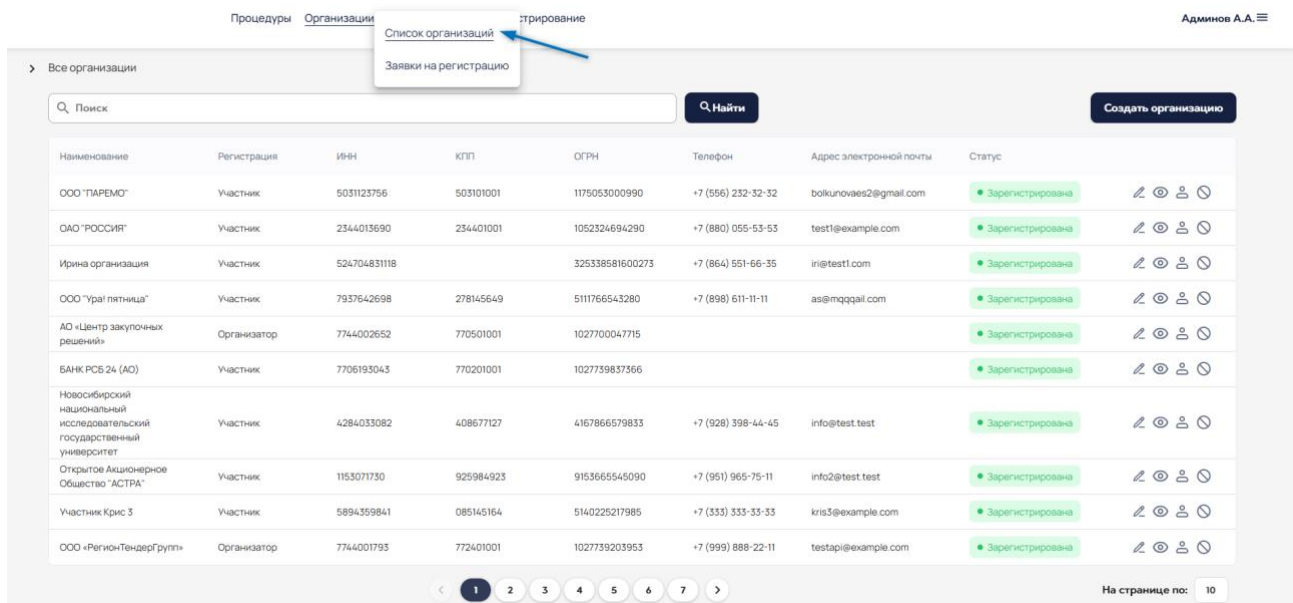 Процедуры Организации стрирование Админов А.А.
Список организаций
Заявки на регистрацию
Все организации
Поиск Найти Создать организацию
Наименование Регистрация ИНН КПП ОГРН Телефон Адрес электронной почты Статус
ООО "ПАРЕМО" Участник 5031123756 503101001 1175053000990 +7 (556) 232-32-32 bolkunovaes2@gmail.com Зарегистрирована
ОАО "РОССИЯ" Участник 2344013690 234401001 1052324694290 +7 (880) 055-53-53 test1@example.com Зарегистрирована
Ирина организация Участник 524704831118 325338581600273 +7 (864) 551-66-35 iri@test1.com Зарегистрирована
ООО "Ура! пятница" Участник 7937642698 278145649 5111766543280 +7 (898) 611-11-11 as@mqqqail.com Зарегистрирована
АО «Центр закупочных
решений» Организатор 7744002652 770501001 1027700047715 Зарегистрирована
БАНК РСБ 24 (АО) Участник 7706193043 770201001 1027739837366 Зарегистрирована
Новосибирский
национальный
исследовательский Участник 4284033082 408677127 4167866579833 +7 (928) 398-44-45 info@test.test Зарегистрирована
государственный
университет
Открытое Акционерное
Общество "АСТРА" Участник 1153071730 925984923 9153665545090 +7 (951) 965-75-11 info2@test.test Зарегистрирована
Участник Крис 3 Участник 5894359841 085145164 5140225217985 +7 (333) 333-33-33 kris3@example.com Зарегистрирована
ООО «РегионТендерГрупп» Организатор 7744001793 772401001 1027739203953 +7 (999) 888-22-11 testapi@example.com Зарегистрирована
1 2 3 4 5 6 7 На странице по: 10